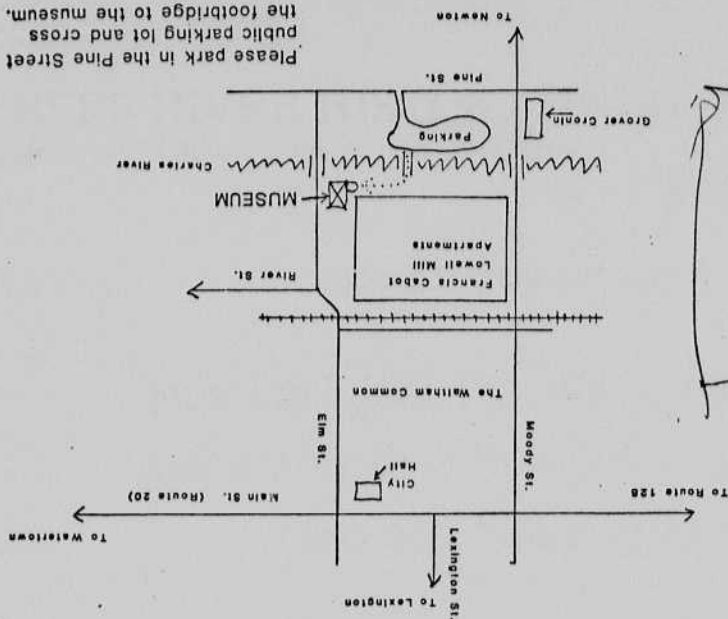 To Lexington
Lexington St.
To Route 128
To Watertown
Main St. (Route 20)
City
Hall
Moody St.
Elm St.
The Waltham Common
River St.
Francis Cabot
Lowell Mill
Apartments
MUSEUM
Charles River
Parking
Grover Cronin
Pine St.
To Newton
Please park in the Pine Street
public parking lot and cross
the footbridge to the museum.